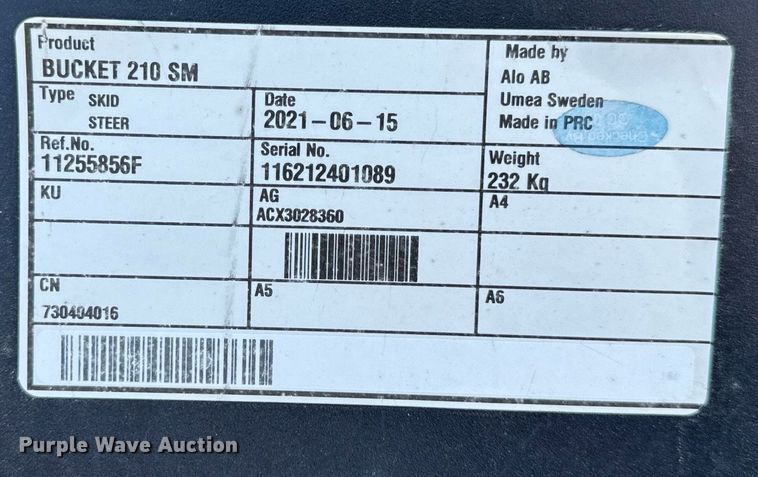 Product
BUCKET 210 SM
Made by
Alo AB
Umea Sweden
Made in PRC
Type SKID
STEER
Date
2021-06-15
Ref.No.
11255856F
Serial No.
116212401089
Weight
232 Kg
KU
AG
ACX3028360
A4
CN
730404016
A5
A6
Purple Wave Auction